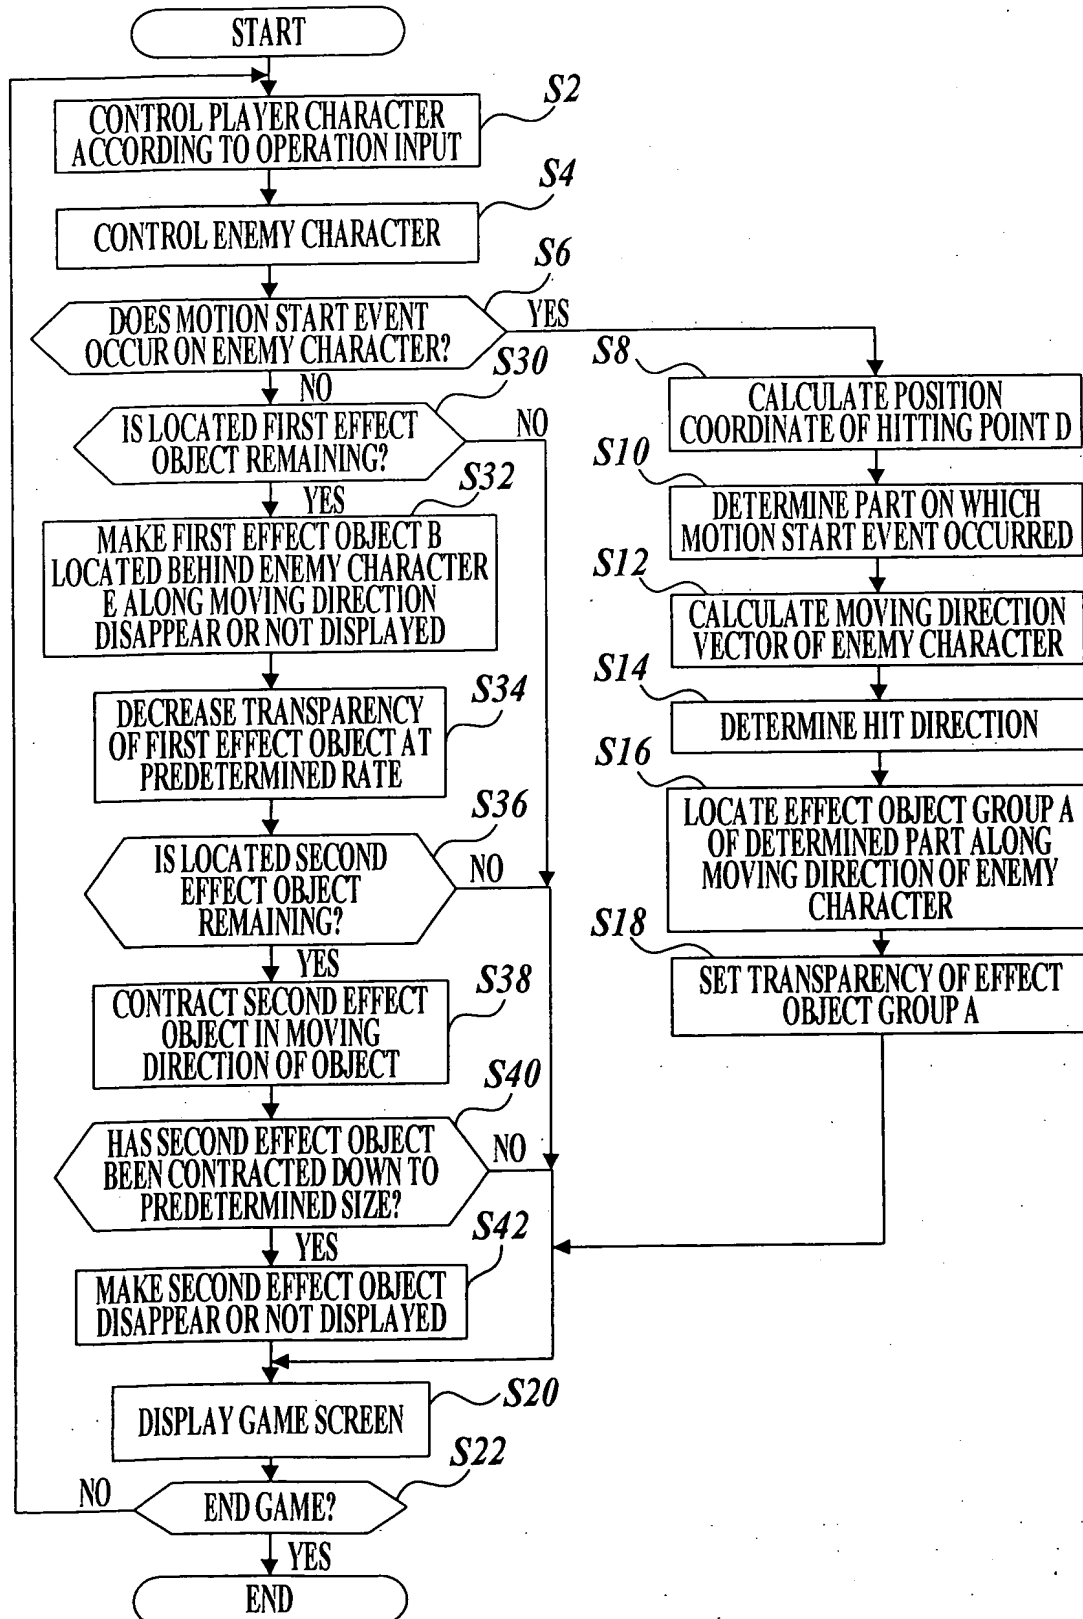 START
S2
CONTROL PLAYER CHARACTER
ACCORDING TO OPERATION INPUT
S4
CONTROL ENEMY CHARACTER
S6
DOES MOTION START EVENT
OCCUR ON ENEMY CHARACTER?
YES
NO
S30
IS LOCATED FIRST EFFECT
OBJECT REMAINING?
NO
YES
S32
MAKE FIRST EFFECT OBJECT B
LOCATED BEHIND ENEMY CHARACTER
E ALONG MOVING DIRECTION
DISAPPEAR OR NOT DISPLAYED
S34
DECREASE TRANSPARENCY
OF FIRST EFFECT OBJECT AT
PREDETERMINED RATE
S36
IS LOCATED SECOND
EFFECT OBJECT
REMAINING?
NO
YES
S38
CONTRACT SECOND EFFECT
OBJECT IN MOVING
DIRECTION OF OBJECT
S40
HAS SECOND EFFECT OBJECT
BEEN CONTRACTED DOWN TO
PREDETERMINED SIZE?
NO
YES
S42
MAKE SECOND EFFECT OBJECT
DISAPPEAR OR NOT DISPLAYED
S8
CALCULATE POSITION
COORDINATE OF HITTING POINT D
S10
DETERMINE PART ON WHICH
MOTION START EVENT OCCURRED
S12
CALCULATE MOVING DIRECTION
VECTOR OF ENEMY CHARACTER
S14
DETERMINE HIT DIRECTION
S16
LOCATE EFFECT OBJECT GROUP A
OF DETERMINED PART ALONG
MOVING DIRECTION OF ENEMY
CHARACTER
S18
SET TRANSPARENCY OF EFFECT
OBJECT GROUP A
S20
DISPLAY GAME SCREEN
S22
END GAME?
NO
YES
END